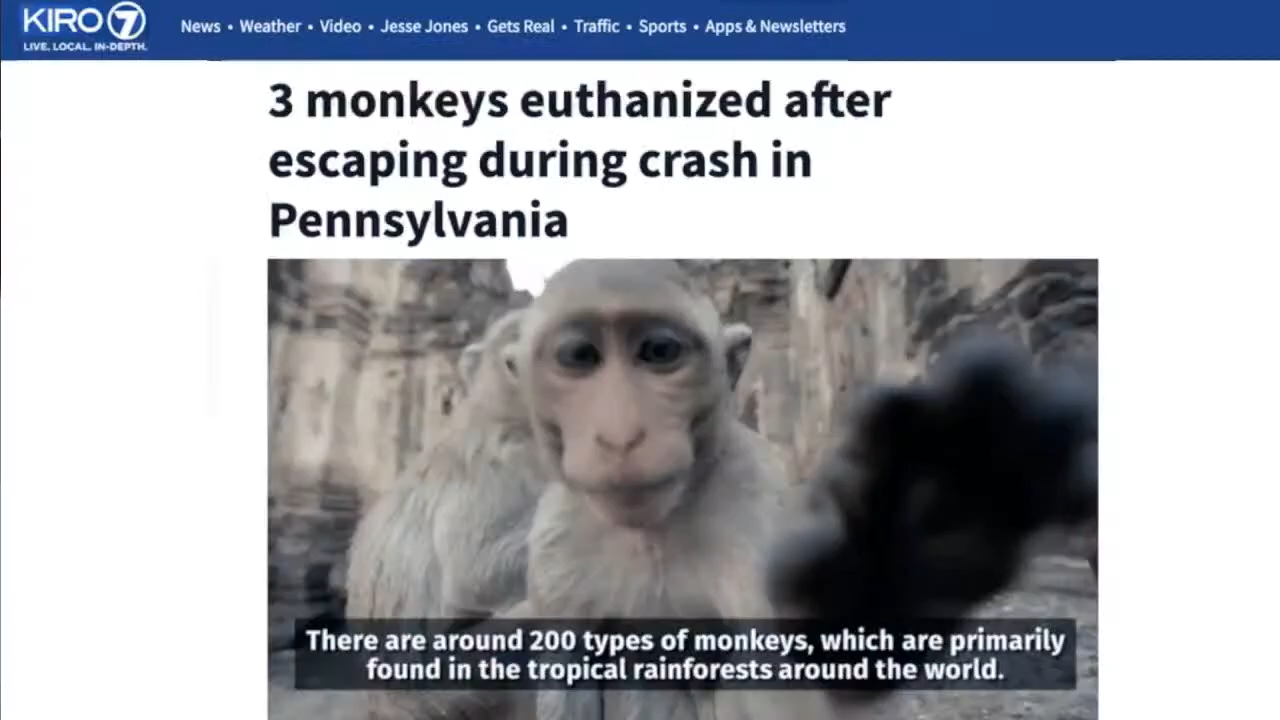 KIRO 7
LIVE. LOCAL. IN-DEPTH.
News • Weather • Video • Jesse Jones • Gets Real • Traffic • Sports • Apps & Newsletters
3 monkeys euthanized after
escaping during crash in
Pennsylvania
There are around 200 types of monkeys, which are primarily
found in the tropical rainforests around the world.